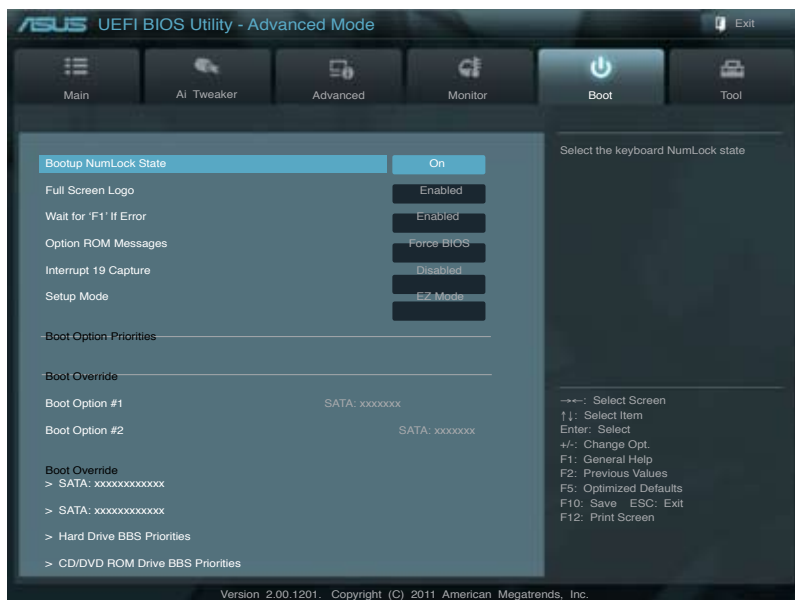 ASUS UEFI BIOS Utility - Advanced Mode
Exit
Main
Ai Tweaker
Advanced
Monitor
Boot
Tool
Bootup NumLock State On
Full Screen Logo Enabled
Wait for ‘F1’ If Error Enabled
Option ROM Messages Force BIOS
Interrupt 19 Capture Disabled
Setup Mode EZ Mode
Boot Option Priorities
Boot Override
Boot Option #1 SATA: xxxxxxx
Boot Option #2 SATA: xxxxxxx
Boot Override
> SATA: xxxxxxxxxxxx
> SATA: xxxxxxxxxxxx
> Hard Drive BBS Priorities
> CD/DVD ROM Drive BBS Priorities
Select the keyboard NumLock state
→←: Select Screen
↑↓: Select Item
Enter: Select
+/-: Change Opt.
F1: General Help
F2: Previous Values
F5: Optimized Defaults
F10: Save ESC: Exit
F12: Print Screen
Version 2.00.1201. Copyright (C) 2011 American Megatrends, Inc.